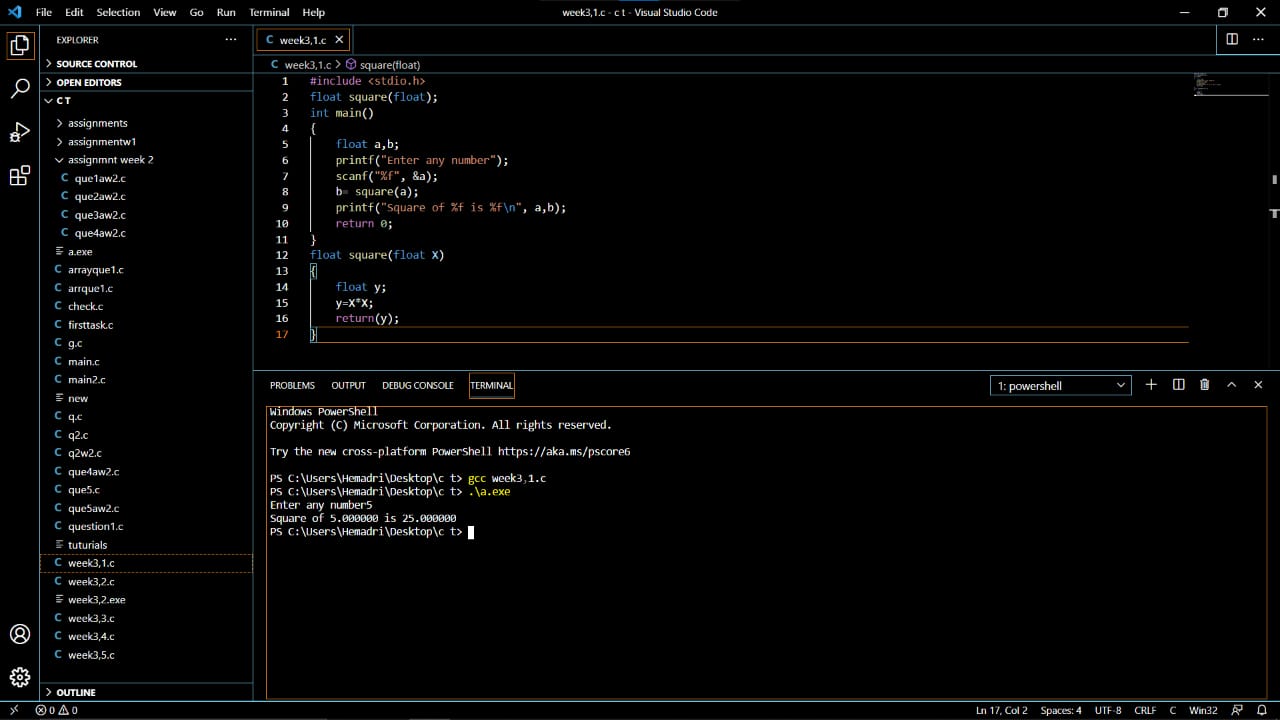 File Edit Selection View Go Run Terminal Help
week3,1.c - c t - Visual Studio Code
EXPLORER
SOURCE CONTROL
OPEN EDITORS
C T
assignments
assignmentw1
assignmnt week 2
C que1aw2.c
C que2aw2.c
C que3aw2.c
C que4aw2.c
a.exe
C arrayque1.c
C arrque1.c
C check.c
C firsttask.c
C g.c
C main.c
C main2.c
new
C q.c
C q2.c
C q2w2.c
C que4aw2.c
C que5.c
C que5aw2.c
C question1.c
tuturials
C week3,1.c
C week3,2.c
week3,2.exe
C week3,3.c
C week3,4.c
C week3,5.c
OUTLINE
C week3,1.c
C week3,1.c > square(float)
1 #include <stdio.h>
2 float square(float);
3 int main()
4 {
5 float a,b;
6 printf("Enter any number");
7 scanf("%f", &a);
8 b= square(a);
9 printf("Square of %f is %f\n", a,b);
10 return 0;
11 }
12 float square(float X)
13 {
14 float y;
15 y=X*X;
16 return(y);
17 }
PROBLEMS OUTPUT DEBUG CONSOLE TERMINAL
1: powershell
Windows PowerShell
Copyright (C) Microsoft Corporation. All rights reserved.
Try the new cross-platform PowerShell https://aka.ms/pscore6
PS C:\Users\Hemadri\Desktop\c t> gcc week3,1.c
PS C:\Users\Hemadri\Desktop\c t> .\a.exe
Enter any number5
Square of 5.000000 is 25.000000
PS C:\Users\Hemadri\Desktop\c t>
0 0
Ln 17, Col 2 Spaces: 4 UTF-8 CRLF C Win32